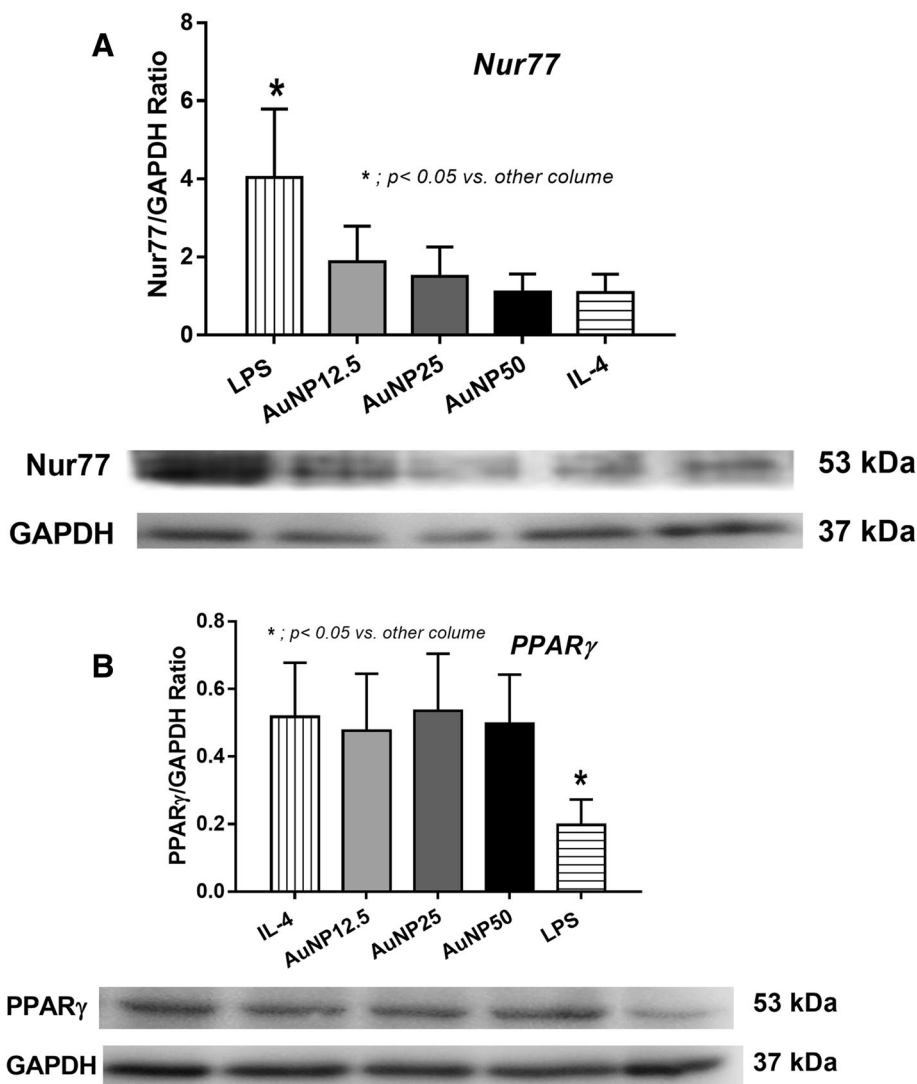 A
Nur77
* ; p< 0.05 vs. other colume
Nur77/GAPDH Ratio
8
6
4
2
0
*
LPS
AuNP12.5
AuNP25
AuNP50
IL-4
Nur77
53 kDa
GAPDH
37 kDa
B
PPARγ
* ; p< 0.05 vs. other colume
PPARγ/GAPDH Ratio
0.8
0.6
0.4
0.2
0.0
*
IL-4
AuNP12.5
AuNP25
AuNP50
LPS
PPARγ
53 kDa
GAPDH
37 kDa